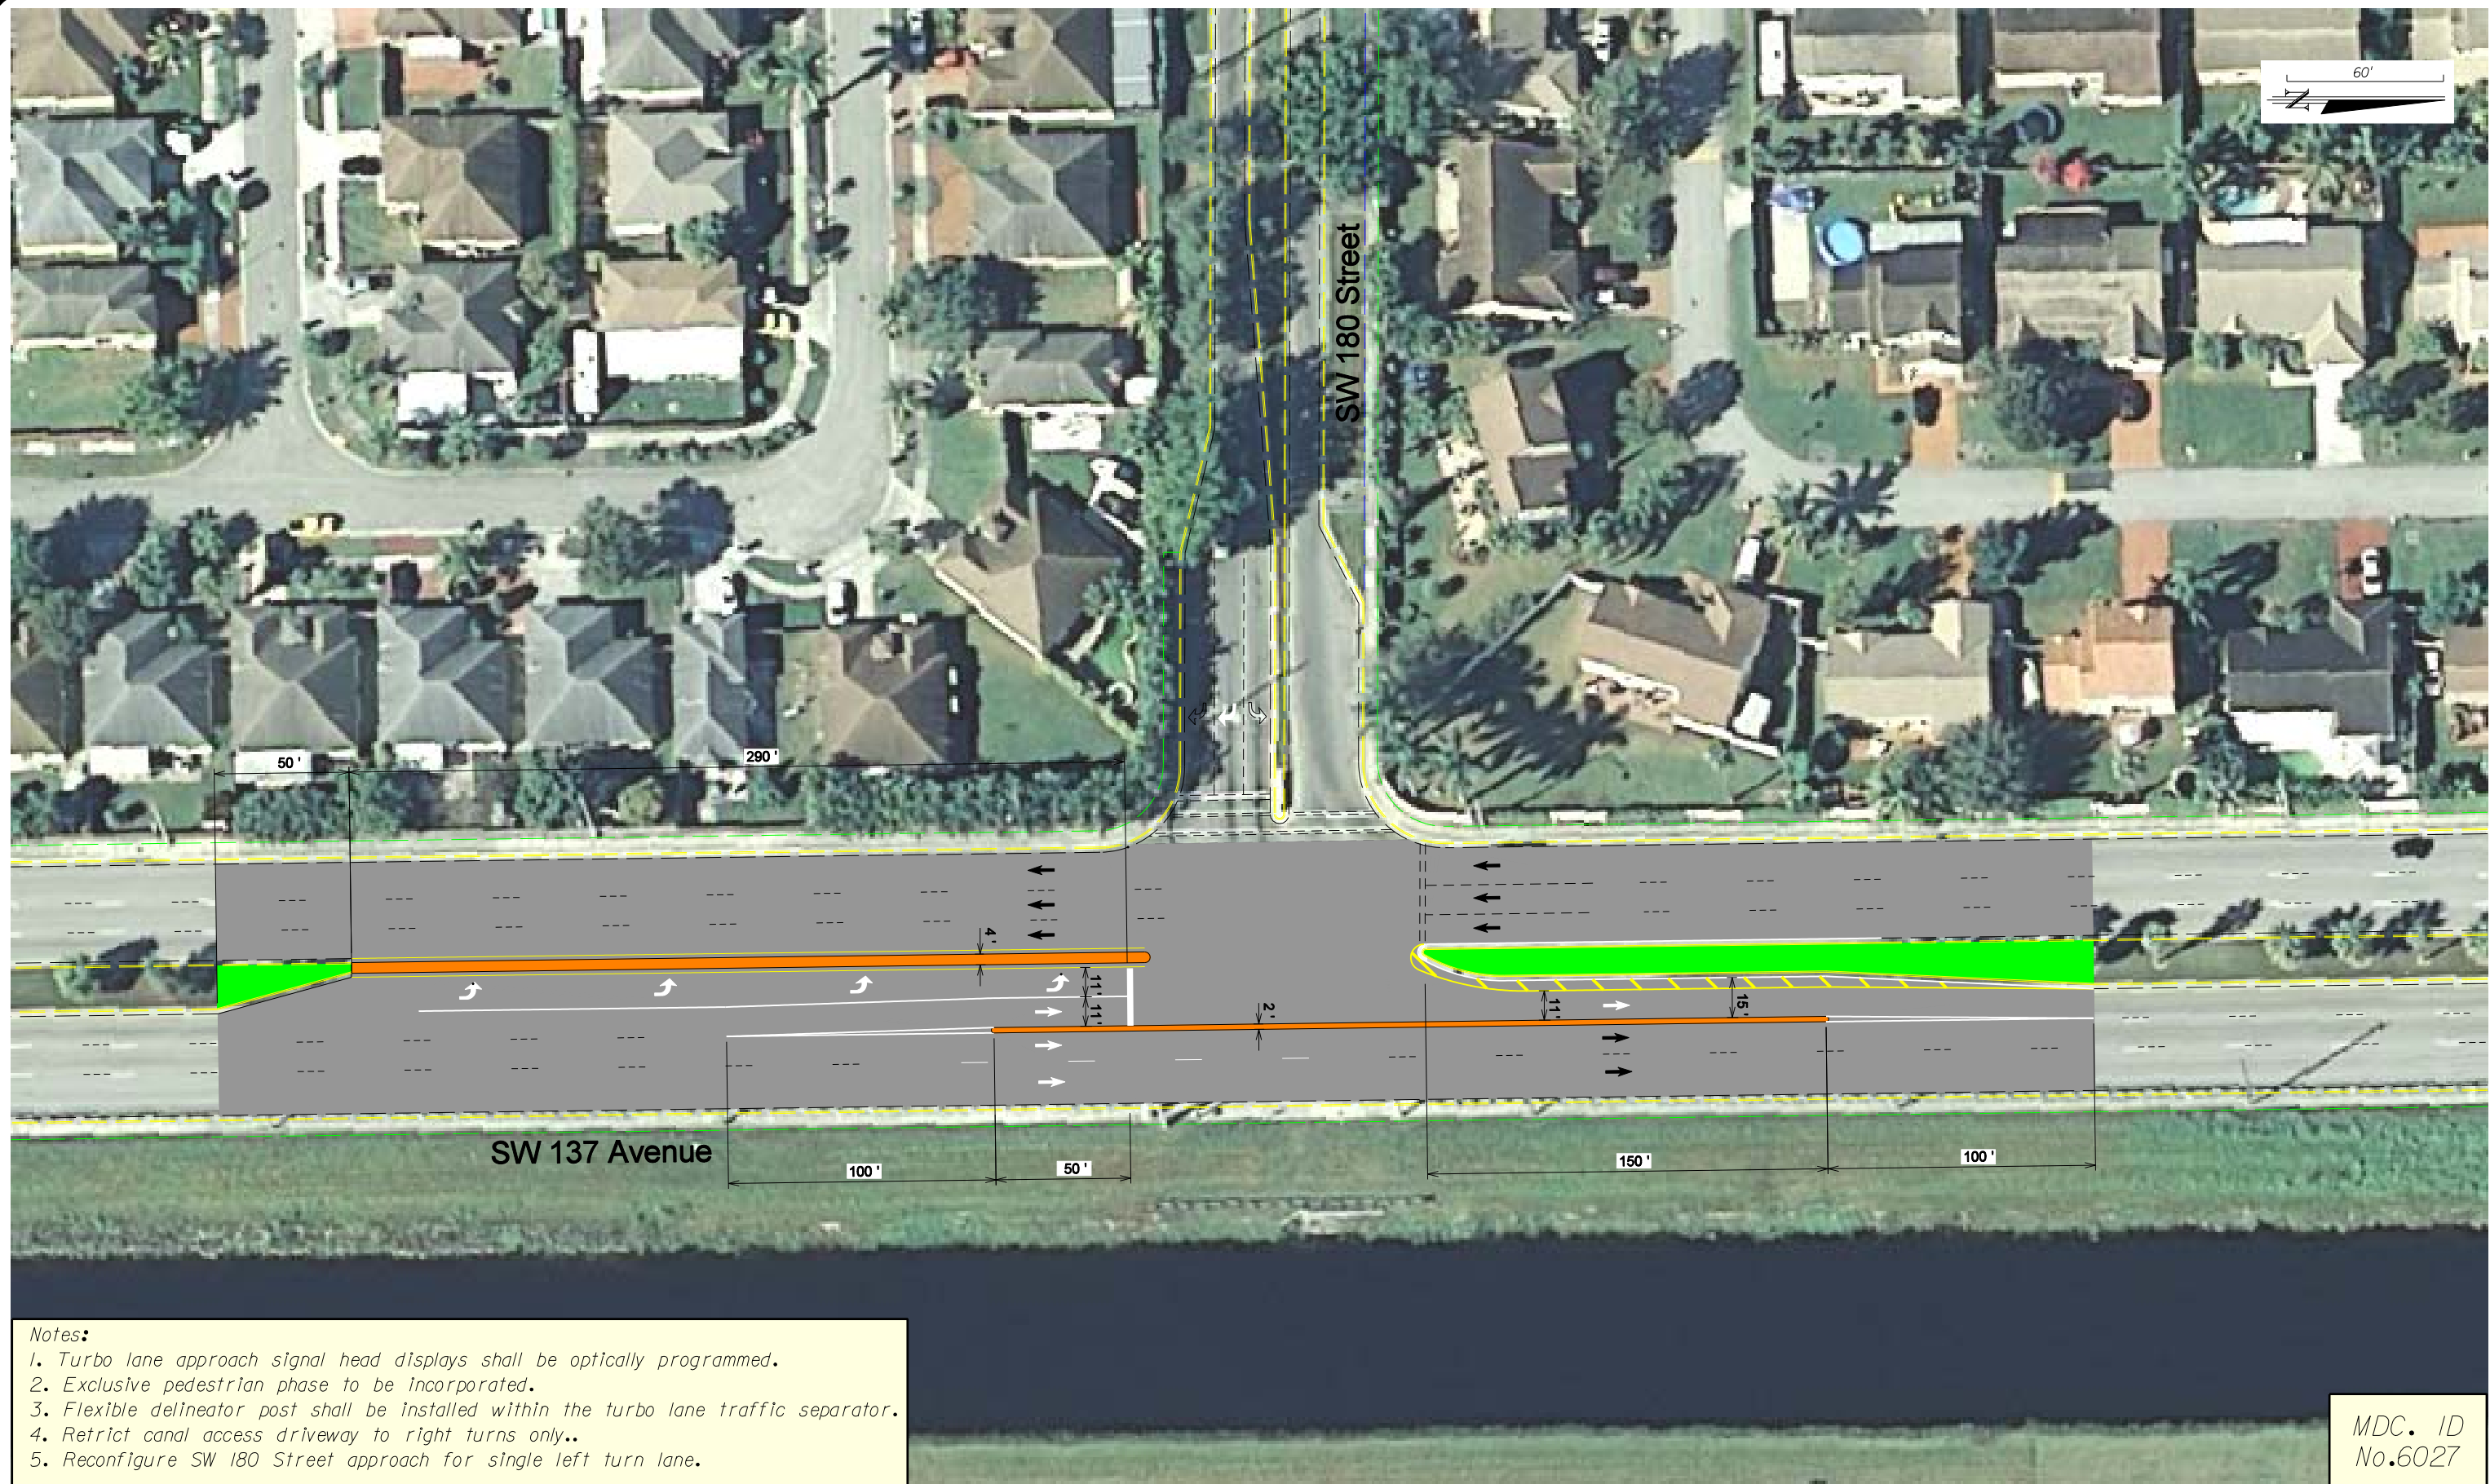 60'
N
SW 180 Street
50 '
290 '
4 '
11'
11'
2 '
11'
15 '
SW 137 Avenue
100 '
50 '
150 '
100 '
Notes:
1. Turbo lane approach signal head displays shall be optically programmed.
2. Exclusive pedestrian phase to be incorporated.
3. Flexible delineator post shall be installed within the turbo lane traffic separator.
4. Retrict canal access driveway to right turns only..
5. Reconfigure SW 180 Street approach for single left turn lane.
MDC. ID
No.6027